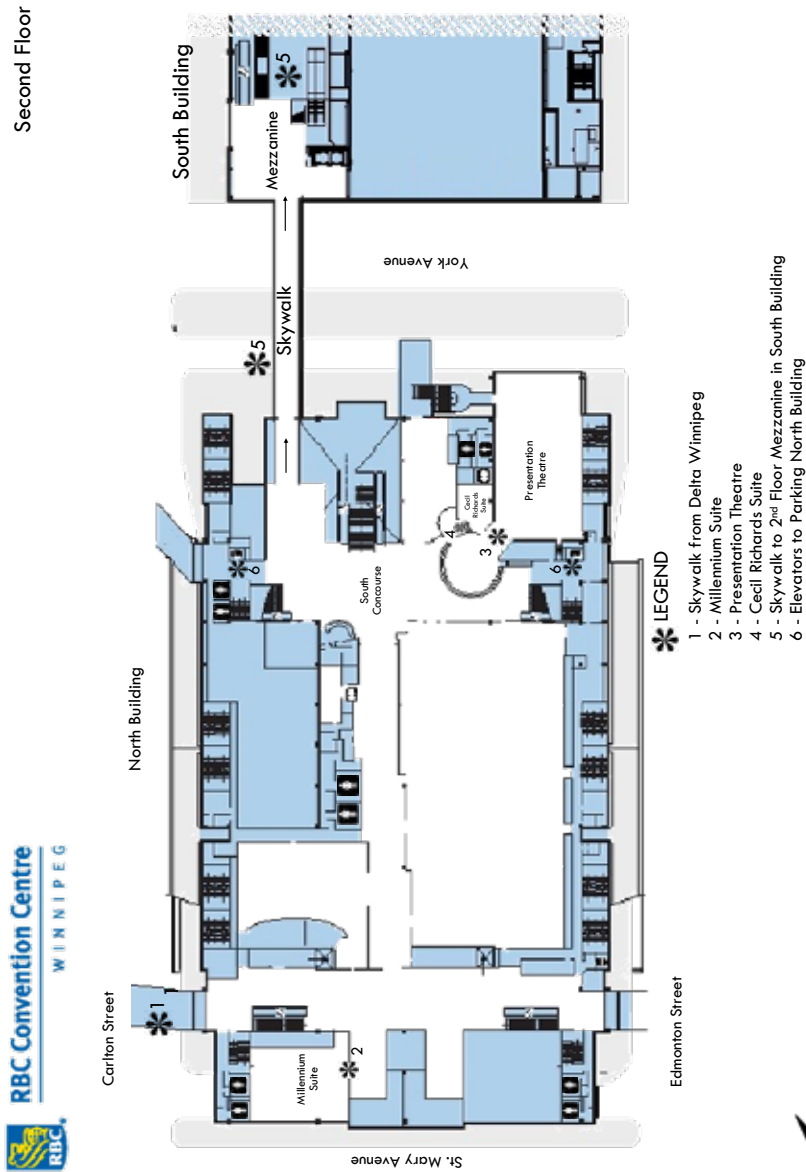 RBC
RBC Convention Centre
WINNIPEG
Second Floor
Carlton Street
North Building
South Building
1
6
5
5
Mezzanine
Skywalk
Millennium
Suite
2
South
Concourse
4
Cecil
Richards
Suite
3
Presentation
Theatre
6
York Avenue
St. Mary Avenue
Edmonton Street
LEGEND
1 - Skywalk from Delta Winnipeg
2 - Millennium Suite
3 - Presentation Theatre
4 - Cecil Richards Suite
5 - Skywalk to 2nd Floor Mezzanine in South Building
6 - Elevators to Parking North Building